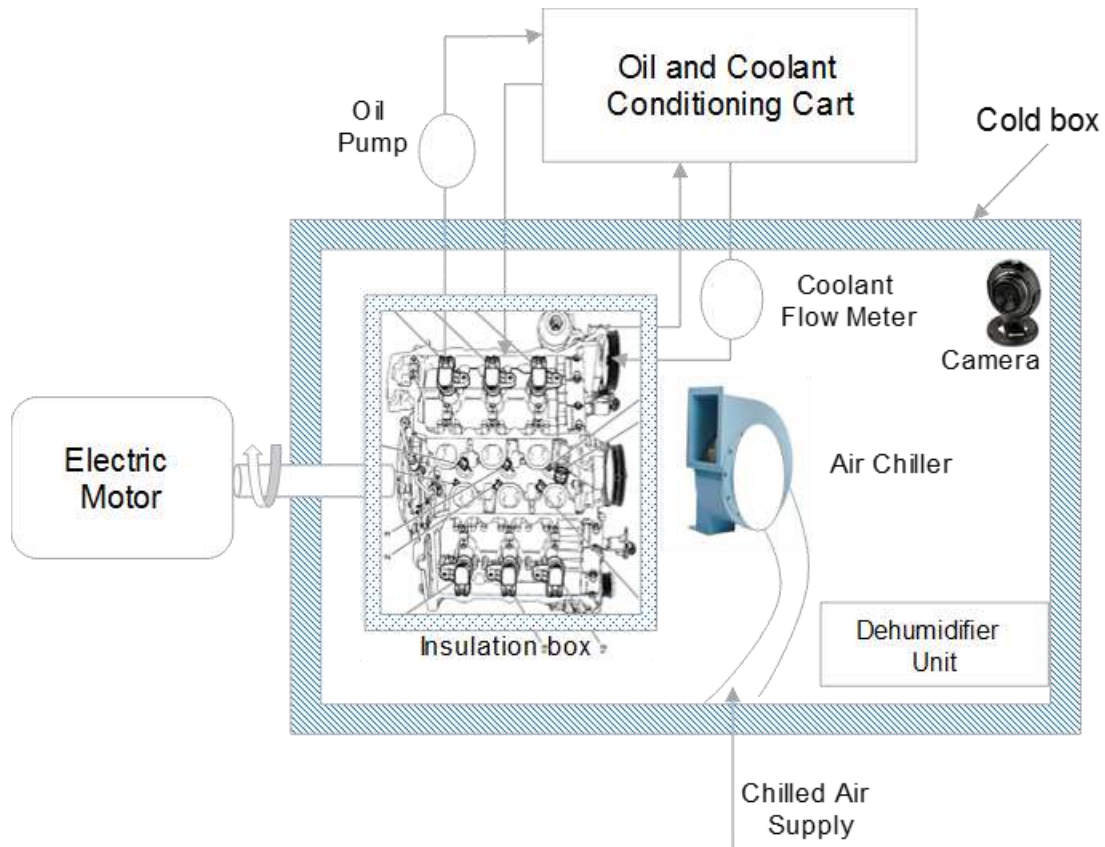 Oil and Coolant
Conditioning Cart
Oil
Pump
Cold box
Coolant
Flow Meter
Camera
Electric
Motor
Air Chiller
Insulation box
Dehumidifier
Unit
Chilled Air
Supply